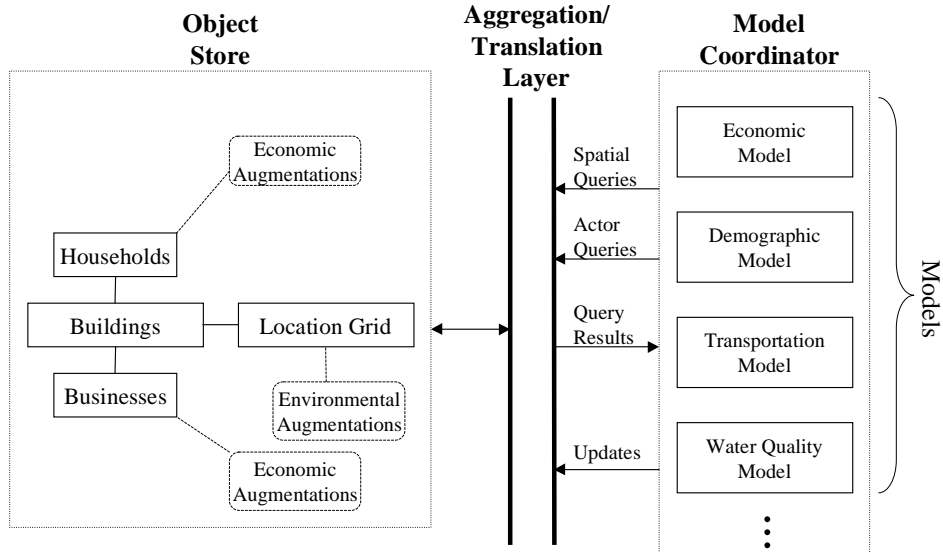 Object
Store
Aggregation/
Translation
Layer
Model
Coordinator
Economic
Augmentations
Households
Buildings
Location Grid
Businesses
Environmental
Augmentations
Economic
Augmentations
Spatial
Queries
Actor
Queries
Query
Results
Updates
Economic
Model
Demographic
Model
Transportation
Model
Water Quality
Model
Models